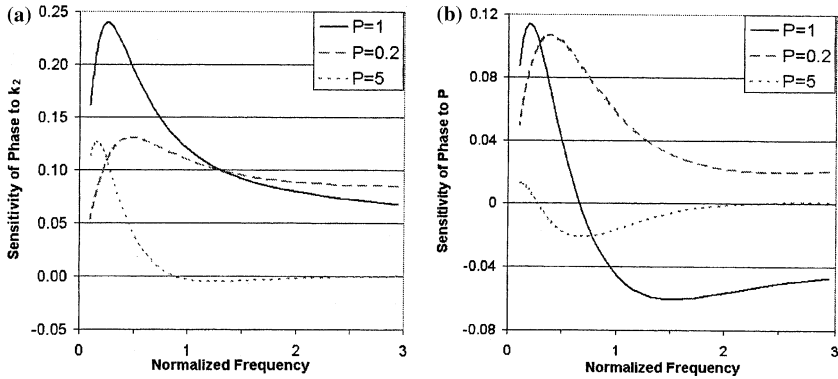 (a)
Sensitivity of Phase to k₂
0.25
0.20
0.15
0.10
0.05
0.00
-0.05
P=1
P=0.2
P=5
0 1 2 3
Normalized Frequency
(b)
Sensitivity of Phase to P
0.12
0.08
0.04
0
-0.04
-0.08
P=1
P=0.2
P=5
0 1 2 3
Normalized Frequency